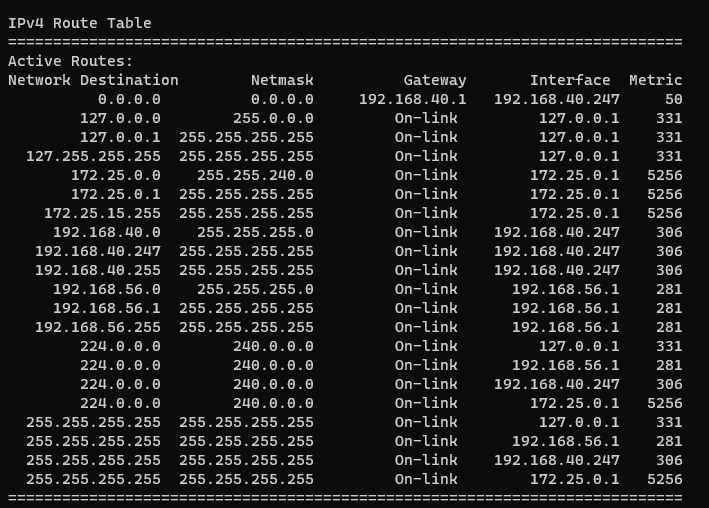 IPv4 Route Table
===========================================================================
Active Routes:
Network Destination        Netmask          Gateway       Interface  Metric
          0.0.0.0          0.0.0.0     192.168.40.1   192.168.40.247     50
        127.0.0.0        255.0.0.0         On-link         127.0.0.1    331
        127.0.0.1  255.255.255.255         On-link         127.0.0.1    331
  127.255.255.255  255.255.255.255         On-link         127.0.0.1    331
       172.25.0.0    255.255.240.0         On-link        172.25.0.1   5256
       172.25.0.1  255.255.255.255         On-link        172.25.0.1   5256
    172.25.15.255  255.255.255.255         On-link        172.25.0.1   5256
     192.168.40.0    255.255.255.0         On-link    192.168.40.247    306
   192.168.40.247  255.255.255.255         On-link    192.168.40.247    306
   192.168.40.255  255.255.255.255         On-link    192.168.40.247    306
     192.168.56.0    255.255.255.0         On-link      192.168.56.1    281
     192.168.56.1  255.255.255.255         On-link      192.168.56.1    281
   192.168.56.255  255.255.255.255         On-link      192.168.56.1    281
        224.0.0.0        240.0.0.0         On-link         127.0.0.1    331
        224.0.0.0        240.0.0.0         On-link      192.168.56.1    281
        224.0.0.0        240.0.0.0         On-link    192.168.40.247    306
        224.0.0.0        240.0.0.0         On-link        172.25.0.1   5256
  255.255.255.255  255.255.255.255         On-link         127.0.0.1    331
  255.255.255.255  255.255.255.255         On-link      192.168.56.1    281
  255.255.255.255  255.255.255.255         On-link    192.168.40.247    306
  255.255.255.255  255.255.255.255         On-link        172.25.0.1   5256
===========================================================================